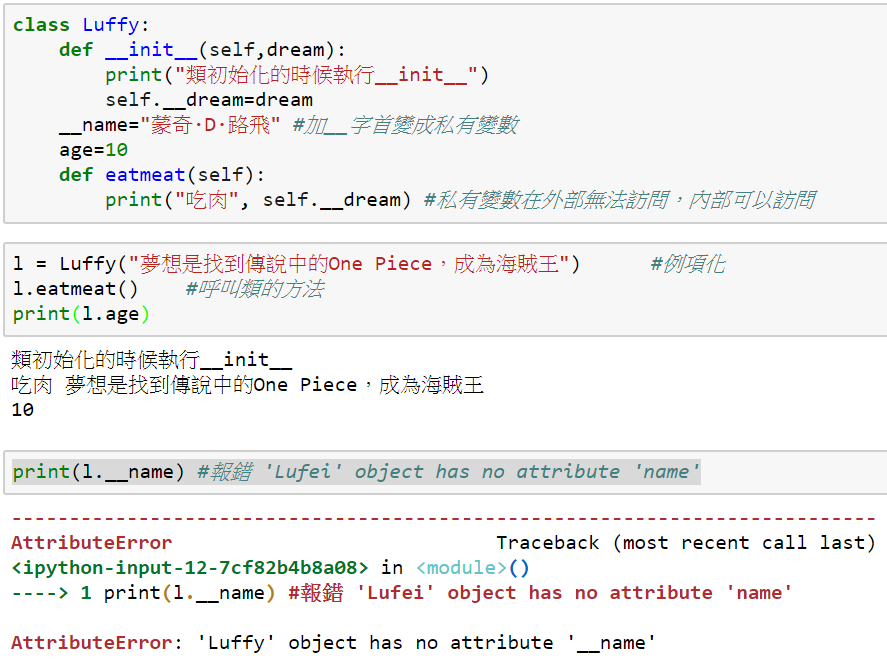 class Luffy:
    def __init__(self,dream):
        print("類初始化的時候執行__init__")
        self.__dream=dream
    __name="蒙奇·D·路飛" #加__字首變成私有變數
    age=10
    def eatmeat(self):
        print("吃肉", self.__dream) #私有變數在外部無法訪問，內部可以訪問
l = Luffy("夢想是找到傳說中的One Piece，成為海賊王")      #例項化
l.eatmeat()    #呼叫類的方法
print(l.age)
類初始化的時候執行__init__
吃肉 夢想是找到傳說中的One Piece，成為海賊王
10
print(l.__name) #報錯 'Lufei' object has no attribute 'name'
---------------------------------------------------------------------------
AttributeError                            Traceback (most recent call last)
<ipython-input-12-7cf82b4b8a08> in <module>()
----> 1 print(l.__name) #報錯 'Lufei' object has no attribute 'name'
AttributeError: 'Luffy' object has no attribute '__name'